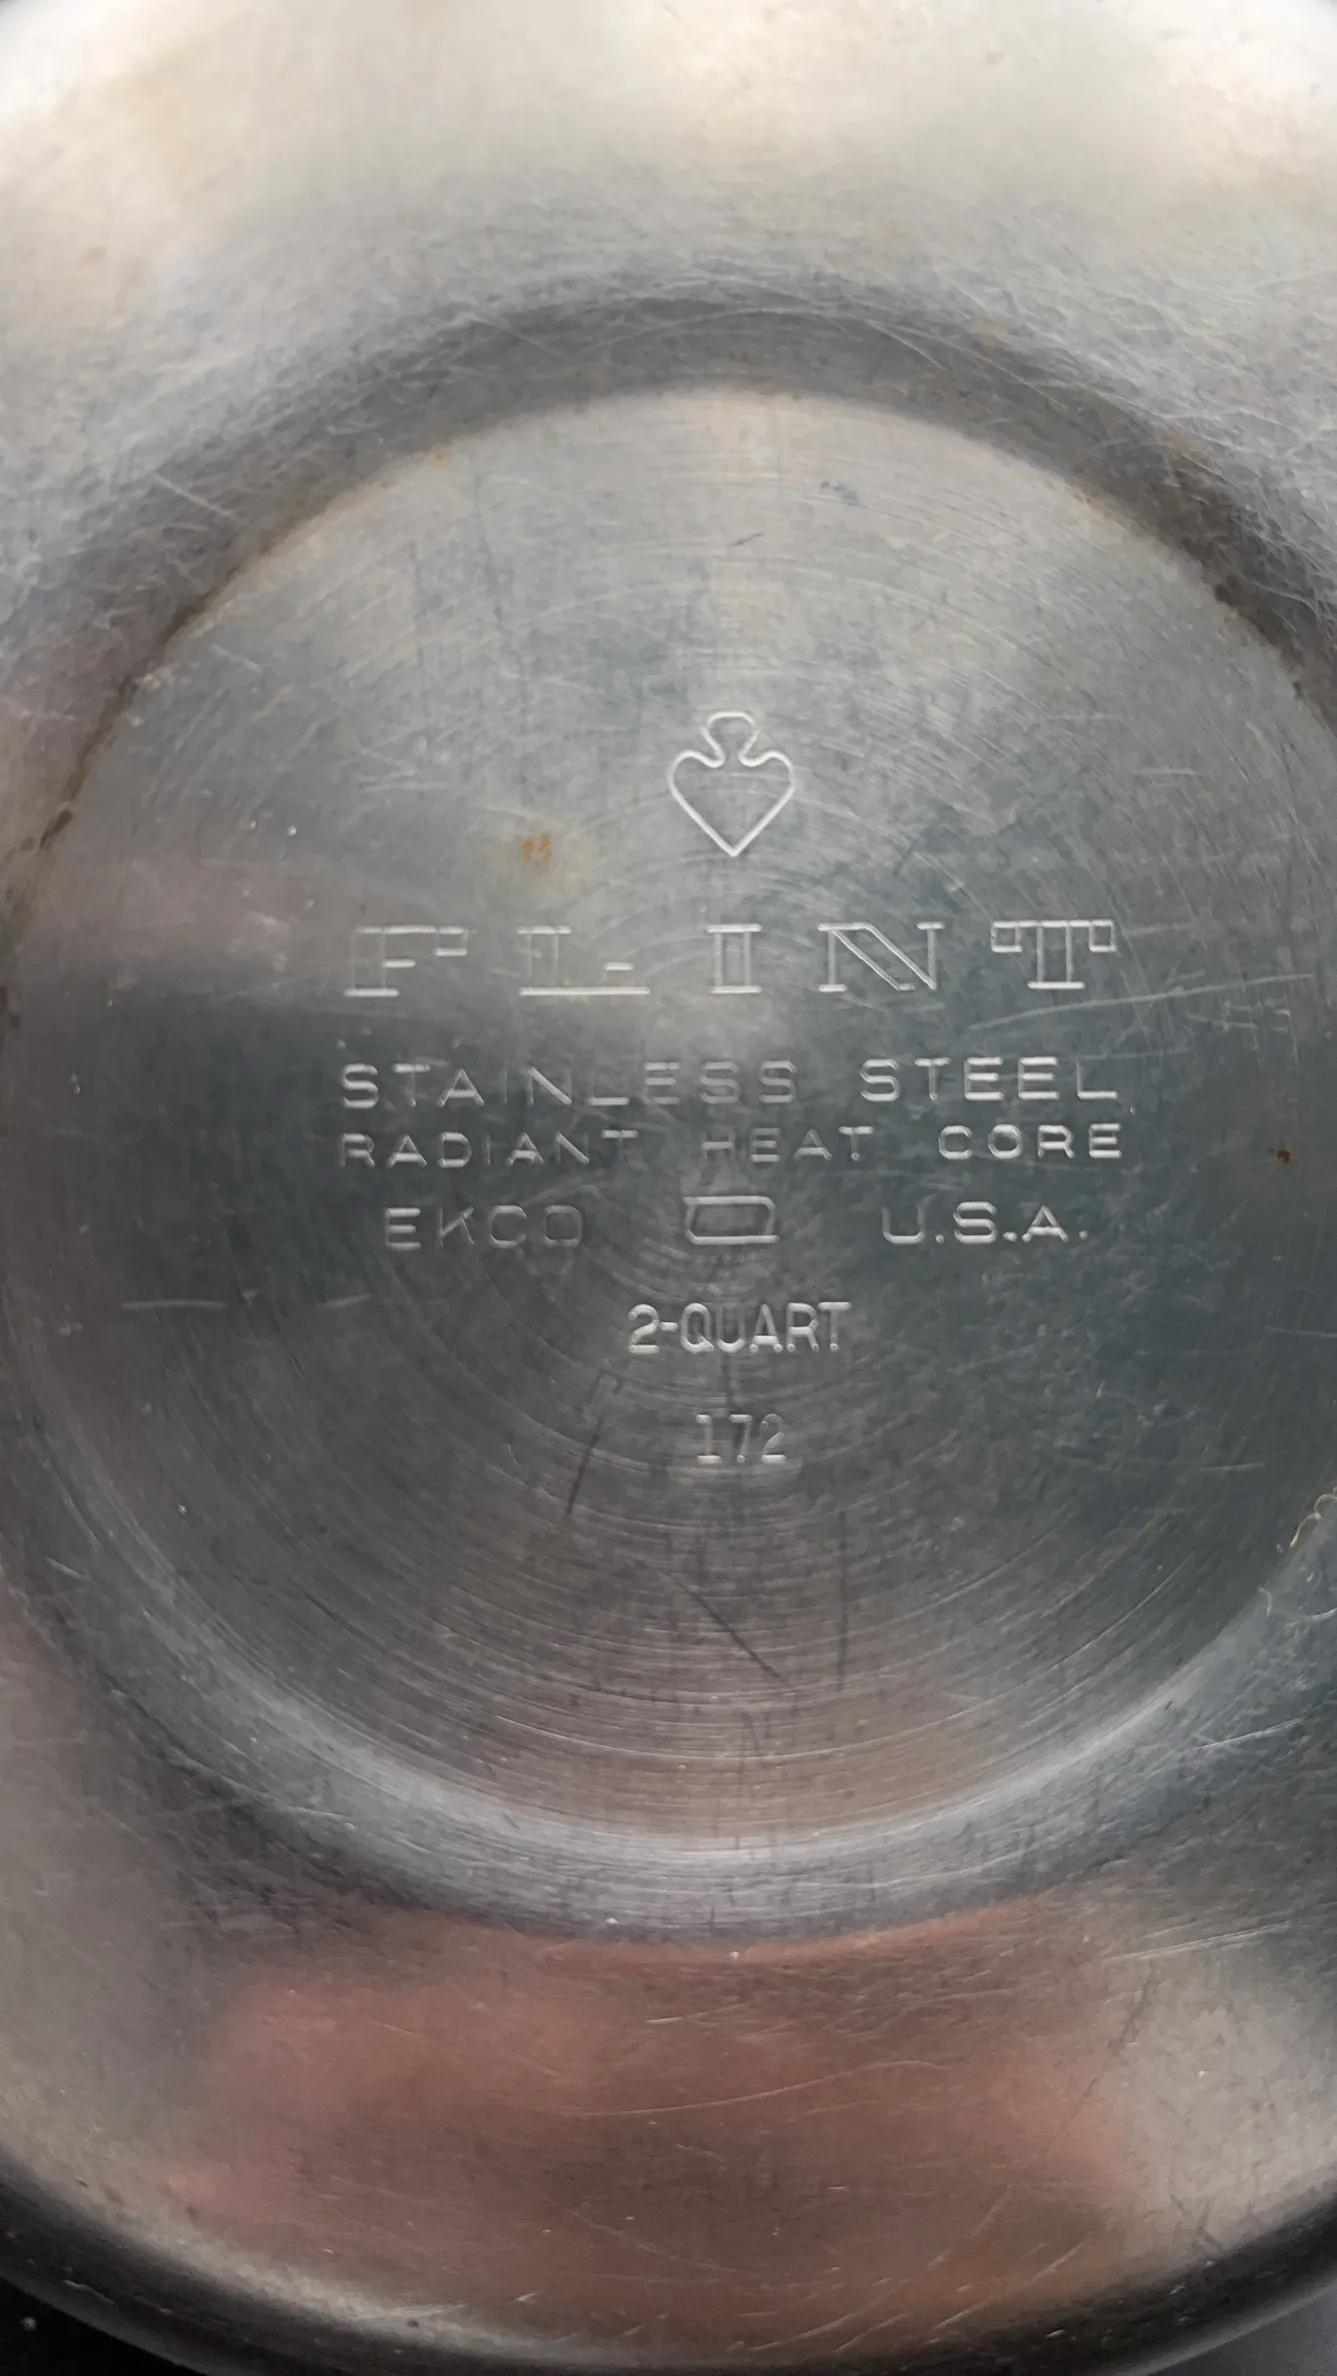 FLINT
STAINLESS STEEL
RADIANT HEAT CORE
EKCO U.S.A.
2-QUART
172